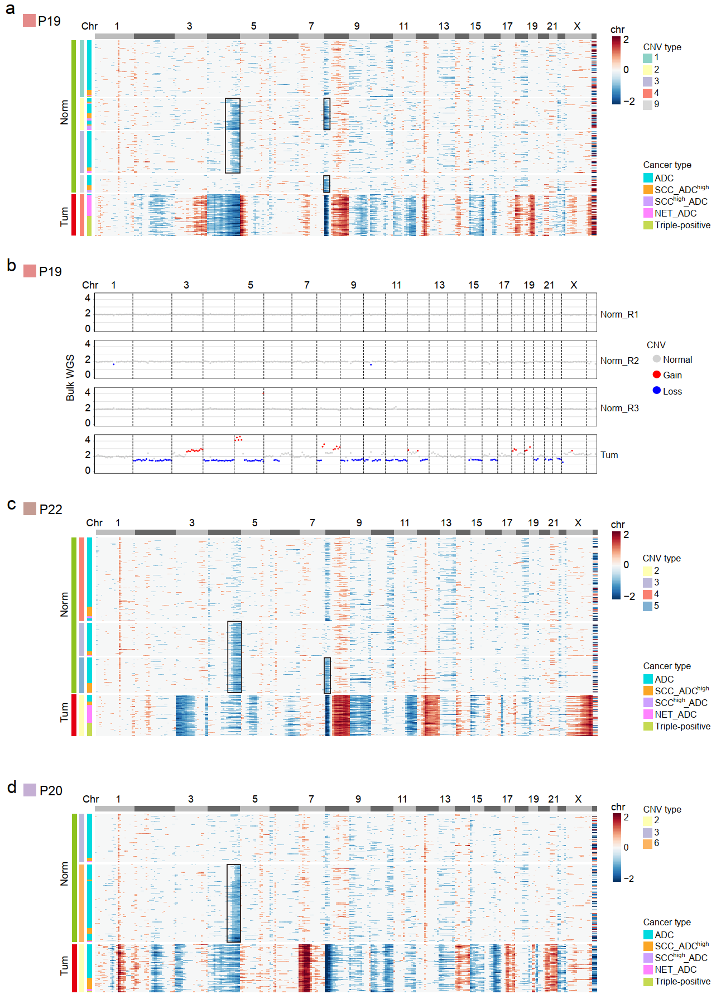 a
P19
Chr 1 3 5 7 9 11 13 15 17 19 21 X
Norm
Tum
chr
2
0
−2
CNV type
1
2
3
4
9
Cancer type
ADC
SCC_ADChigh
SCChigh_ADC
NET_ADC
Triple-positive
b
P19
Chr 1 3 5 7 9 11 13 15 17 19 21 X
Bulk WGS
4
2
0
Norm_R1
4
2
0
Norm_R2
4
2
0
Norm_R3
4
2
0
Tum
CNV
Normal
Gain
Loss
c
P22
Chr 1 3 5 7 9 11 13 15 17 19 21 X
Norm
Tum
chr
2
0
−2
CNV type
2
3
4
5
Cancer type
ADC
SCC_ADChigh
SCChigh_ADC
NET_ADC
Triple-positive
d
P20
Chr 1 3 5 7 9 11 13 15 17 19 21 X
Norm
Tum
chr
2
0
−2
CNV type
2
3
6
Cancer type
ADC
SCC_ADChigh
SCChigh_ADC
NET_ADC
Triple-positive